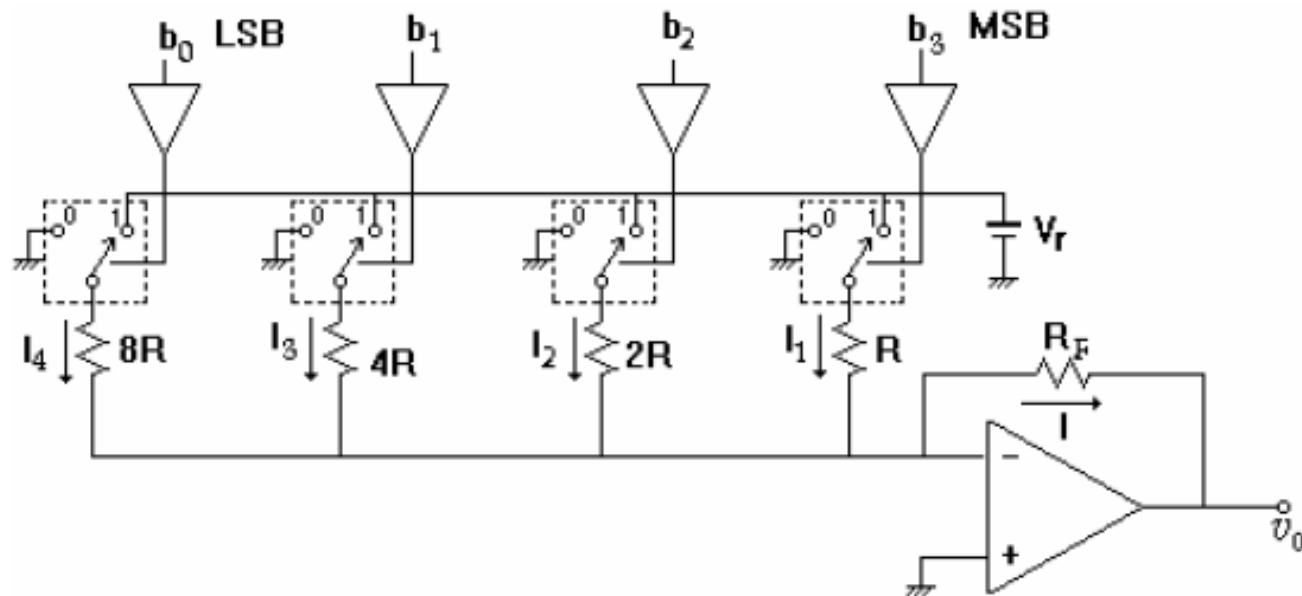 b₀ LSB b₁ b₂ b₃ MSB
0 1 0 1 0 1 0 1
Vr
I₄ 8R I₃ 4R I₂ 2R I₁ R
R_F
I
−
+
v₀